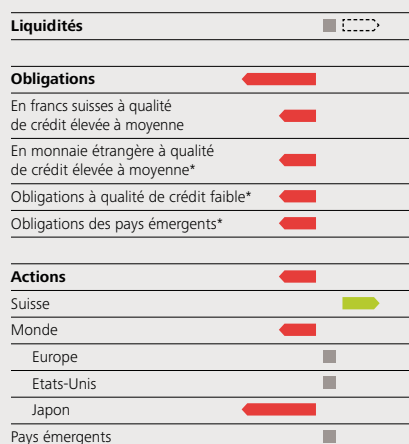 Liquidités
Obligations
En francs suisses à qualité
de crédit élevée à moyenne
En monnaie étrangère à qualité
de crédit élevée à moyenne*
Obligations à qualité de crédit faible*
Obligations des pays émergents*
Actions
Suisse
Monde
Europe
Etats-Unis
Japon
Pays émergents